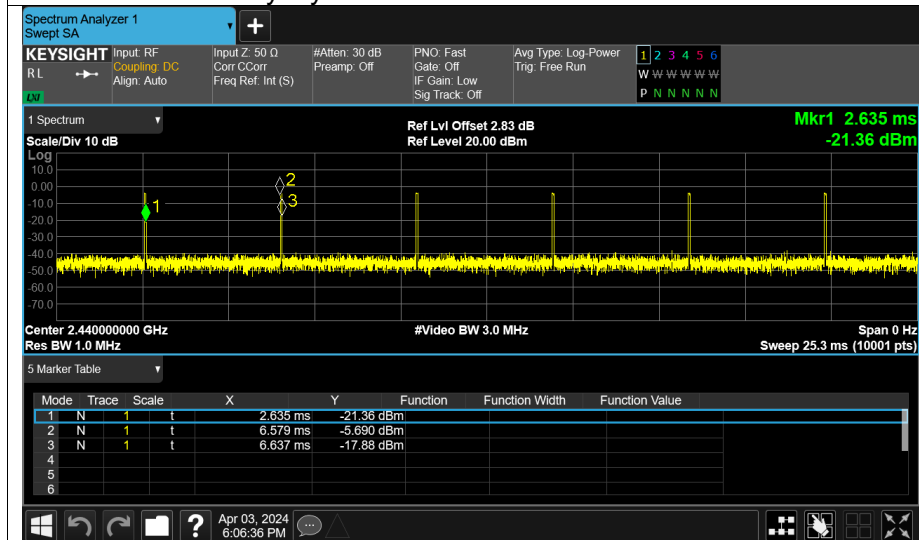 Spectrum Analyzer 1
Swept SA
+
KEYSIGHT
RL
LXI
Input: RF
Coupling: DC
Align: Auto
Input Z: 50 Ω
Corr CCorr
Freq Ref: Int (S)
#Atten: 30 dB
Preamp: Off
PNO: Fast
Gate: Off
IF Gain: Low
Sig Track: Off
Avg Type: Log-Power
Trig: Free Run
1 2 3 4 5 6
W W W W W W
P N N N N N
1 Spectrum
Scale/Div 10 dB
Ref Lvl Offset 2.83 dB
Ref Level 20.00 dBm
Mkr1 2.635 ms
-21.36 dBm
Log
10.0
0.00
-10.0
-20.0
-30.0
-40.0
-50.0
-60.0
-70.0
1
2
3
Center 2.440000000 GHz
#Video BW 3.0 MHz
Span 0 Hz
Res BW 1.0 MHz
Sweep 25.3 ms (10001 pts)
5 Marker Table
Mode Trace Scale X Y Function Function Width Function Value
1 N 1 t 2.635 ms -21.36 dBm
2 N 1 t 6.579 ms -5.690 dBm
3 N 1 t 6.637 ms -17.88 dBm
4
5
6
?
Apr 03, 2024
6:06:36 PM